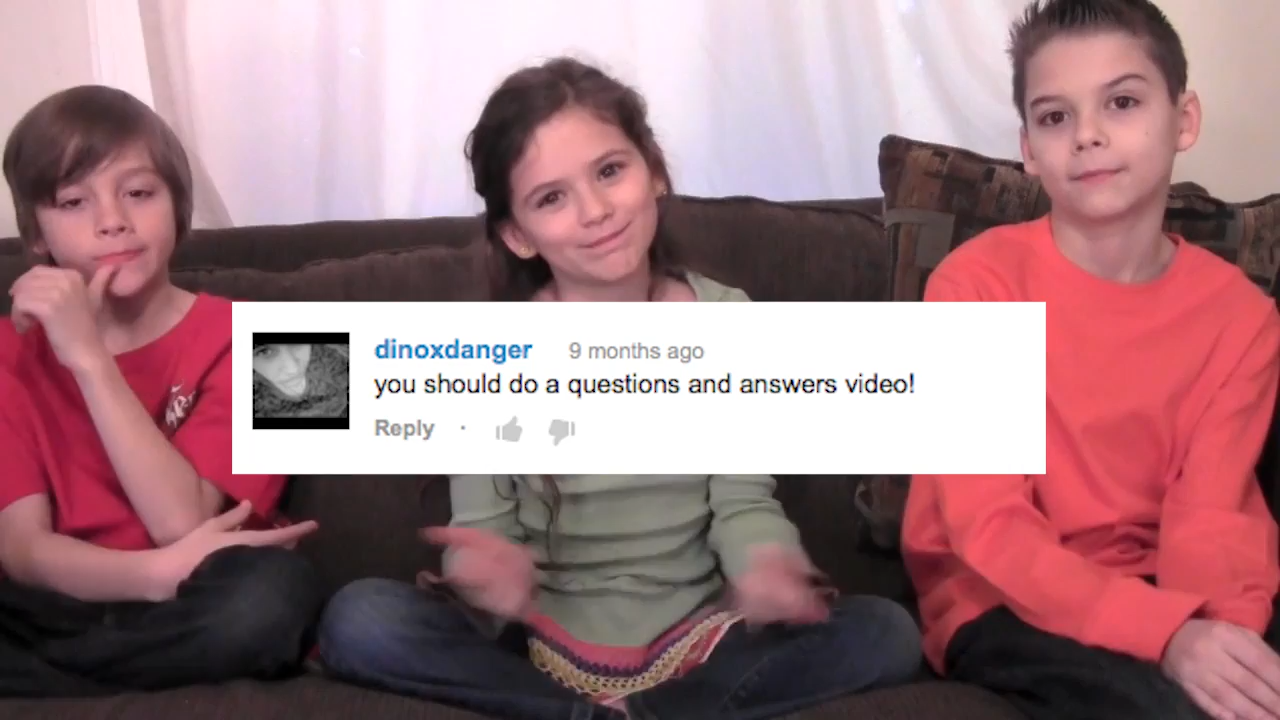 dinoxdanger 9 months ago
you should do a questions and answers video!
Reply ·